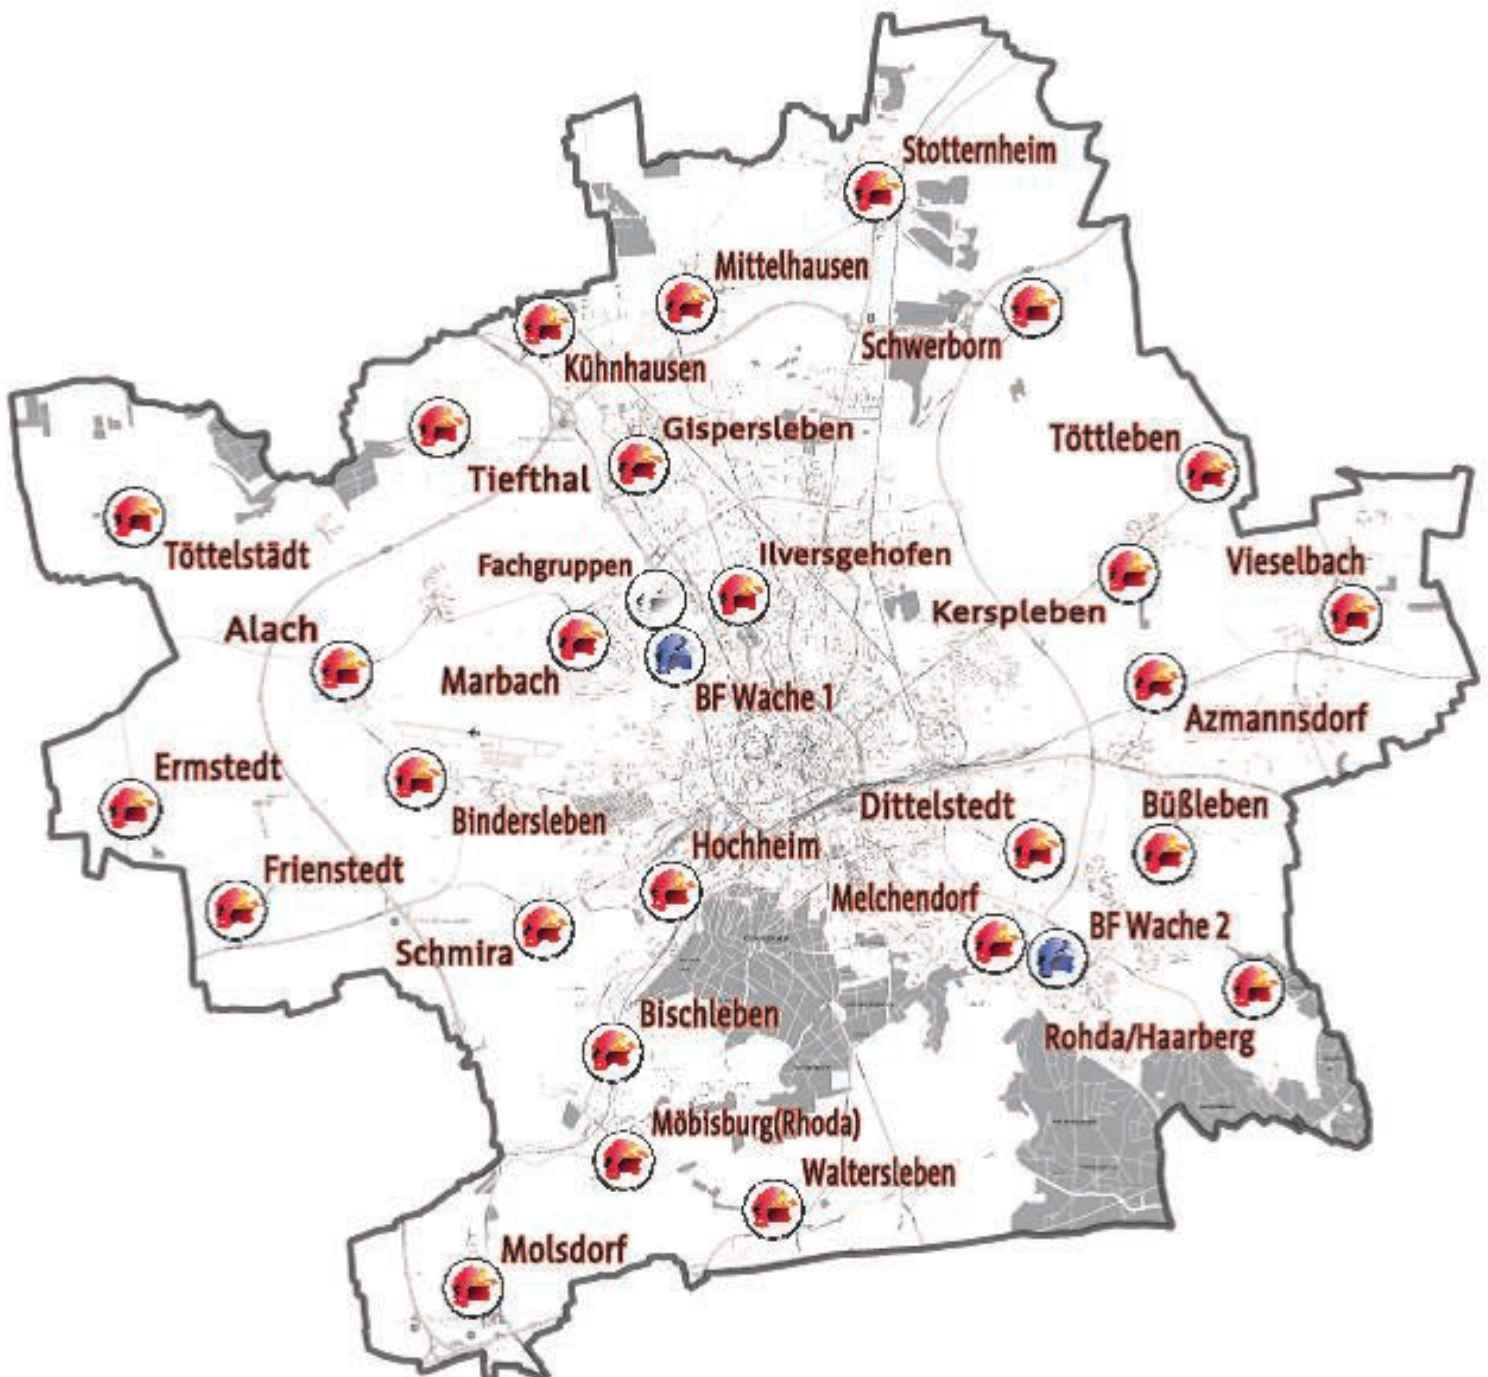 Stotternheim
Mittelhausen
Schwerborn
Kühnhausen
Gispersleben
Töttleben
Tiefthal
Töttelstädt
Fachgruppen
Ilversgehofen
Vieselbach
Kerspleben
Alach
Marbach
BF Wache 1
Azmannsdorf
Ermstedt
Bindersleben
Dittelstedt
Büßleben
Hochheim
Frienstedt
Melchendorf
BF Wache 2
Schmira
Bischleben
Rohda/Haarberg
Möbisburg(Rhoda)
Waltersleben
Molsdorf